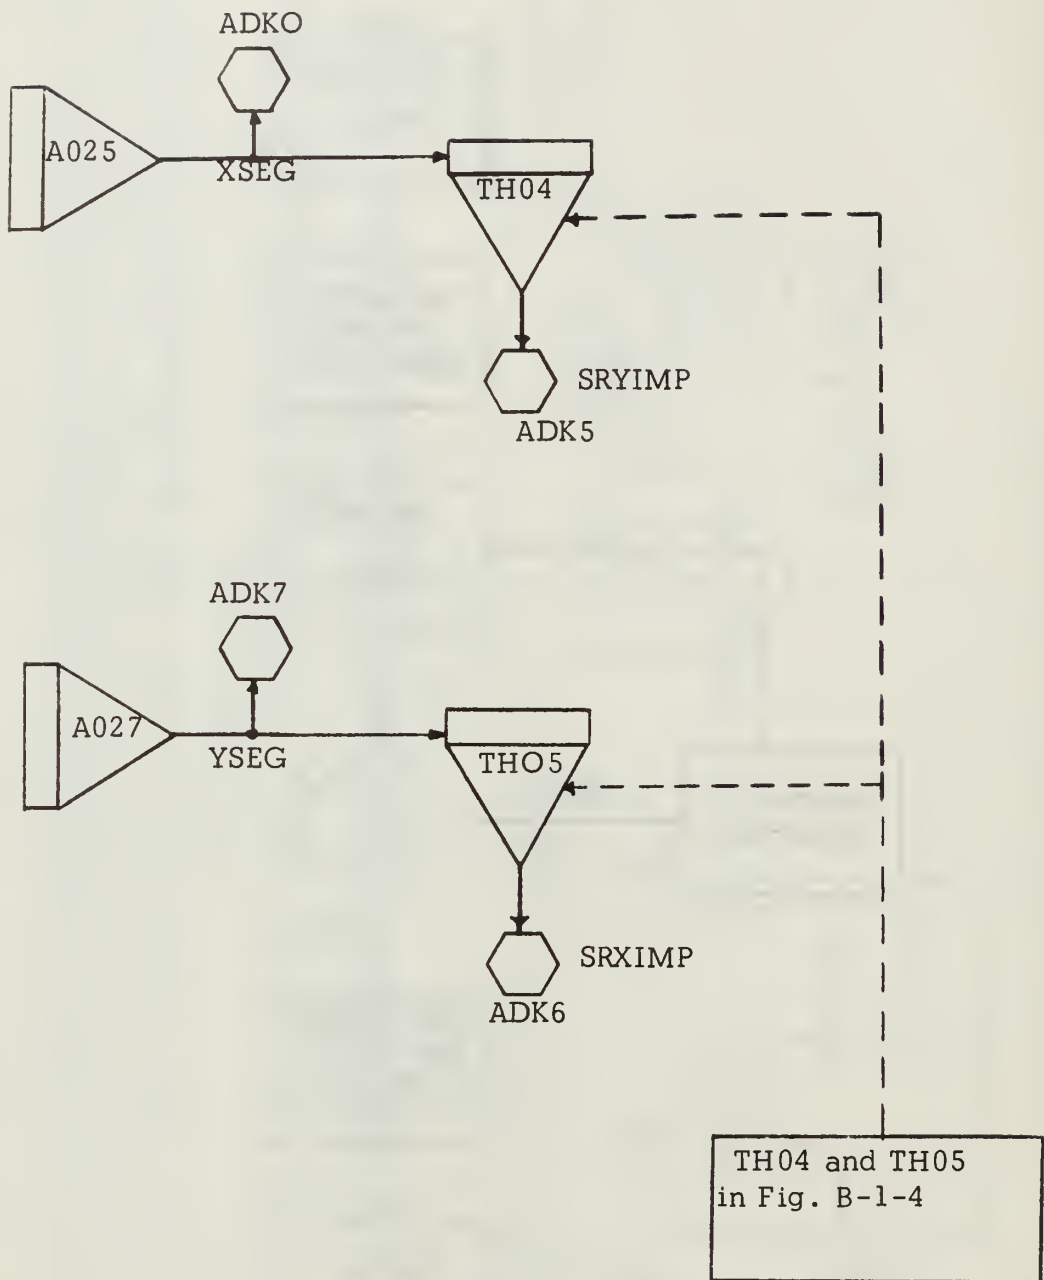 ADKO
A025
XSEG
TH04
SRYIMP
ADK5
ADK7
A027
YSEG
THO5
SRXIMP
ADK6
TH04 and TH05
in Fig. B-1-4